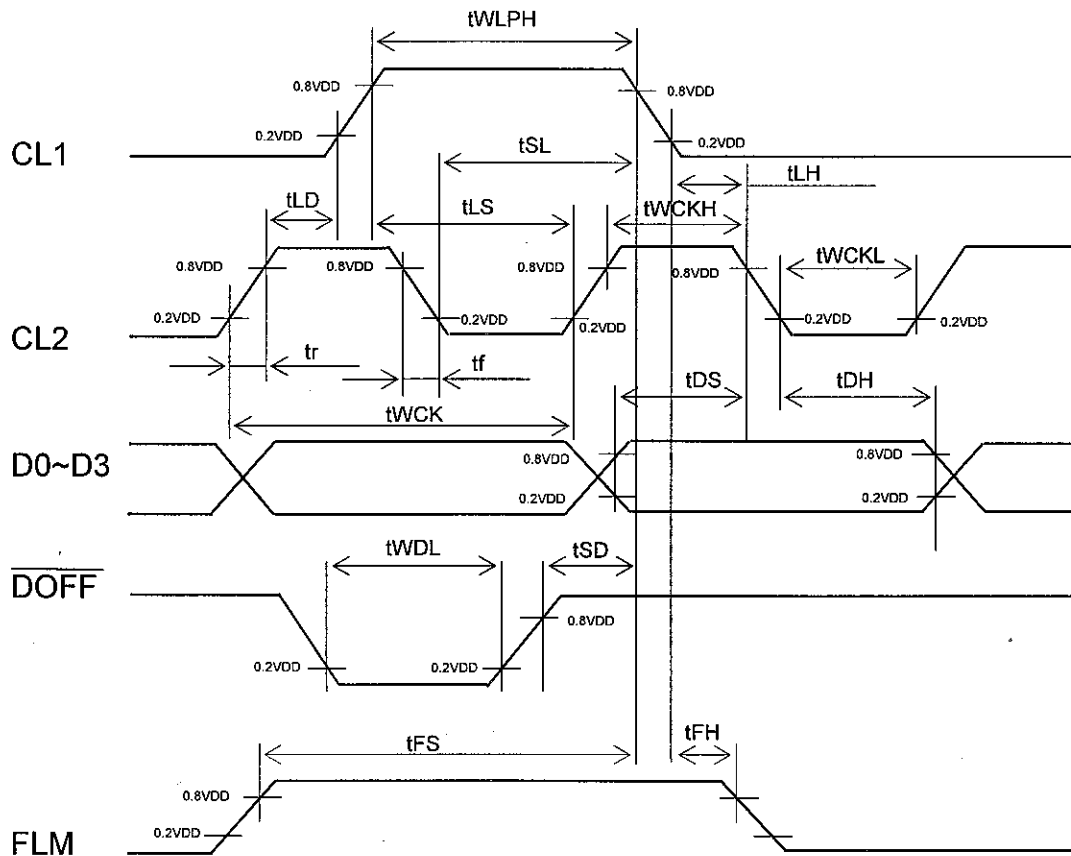 tWLPH
0.8VDD 0.8VDD
0.2VDD 0.2VDD
CL1
tSL
tLH
tLD tLS tWCKH
0.8VDD 0.8VDD 0.8VDD 0.8VDD tWCKL
0.2VDD 0.2VDD 0.2VDD 0.2VDD 0.2VDD
CL2
tr tf
tDS tDH
tWCK
D0~D3
0.8VDD 0.8VDD
0.2VDD 0.2VDD
tWDL tSD
DOFF
0.8VDD
0.2VDD 0.2VDD
tFS tFH
0.8VDD
0.2VDD
FLM